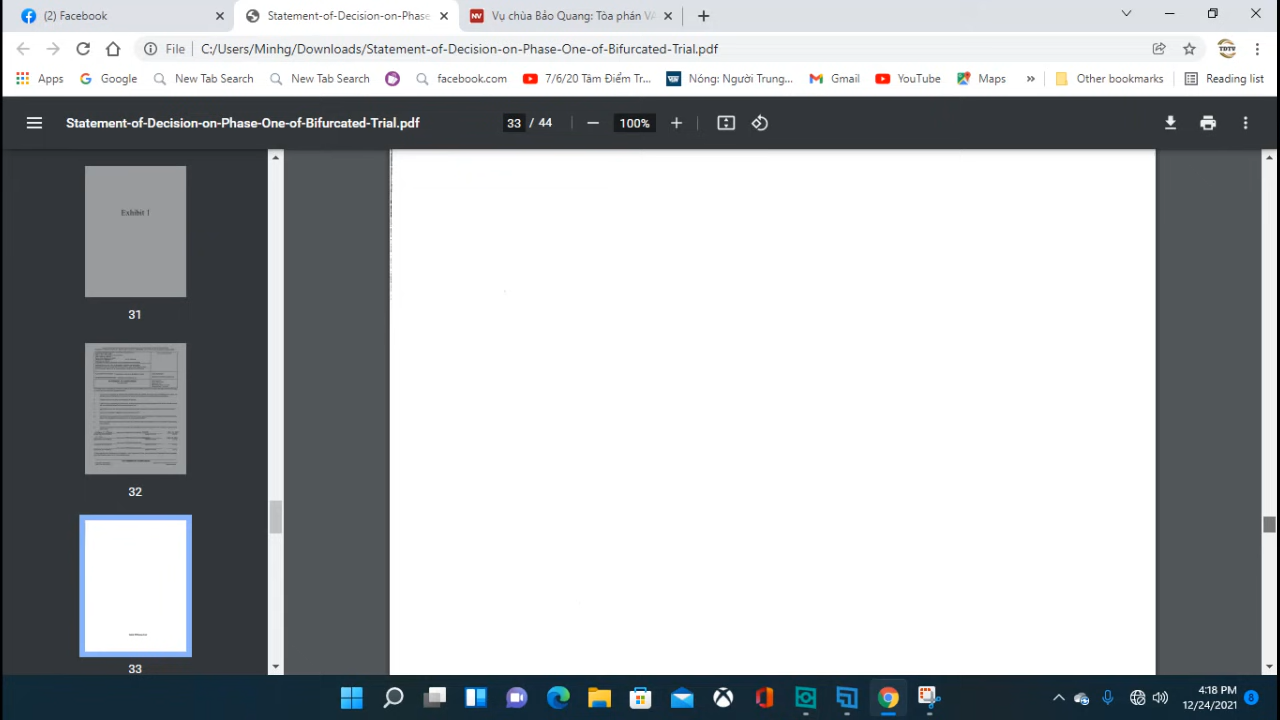 (2) Facebook
Statement-of-Decision-on-Phase
Vụ chùa Bảo Quang: Tòa phán VA
File C:/Users/Minhg/Downloads/Statement-of-Decision-on-Phase-One-of-Bifurcated-Trial.pdf
TDTV
Apps Google New Tab Search New Tab Search facebook.com 7/6/20 Tâm Điểm Tr... Nóng: Người Trung... Gmail YouTube Maps » Other bookmarks Reading list
Statement-of-Decision-on-Phase-One-of-Bifurcated-Trial.pdf 33 / 44 100%
Exhibit 1
31
32
33
4:18 PM
12/24/2021
8